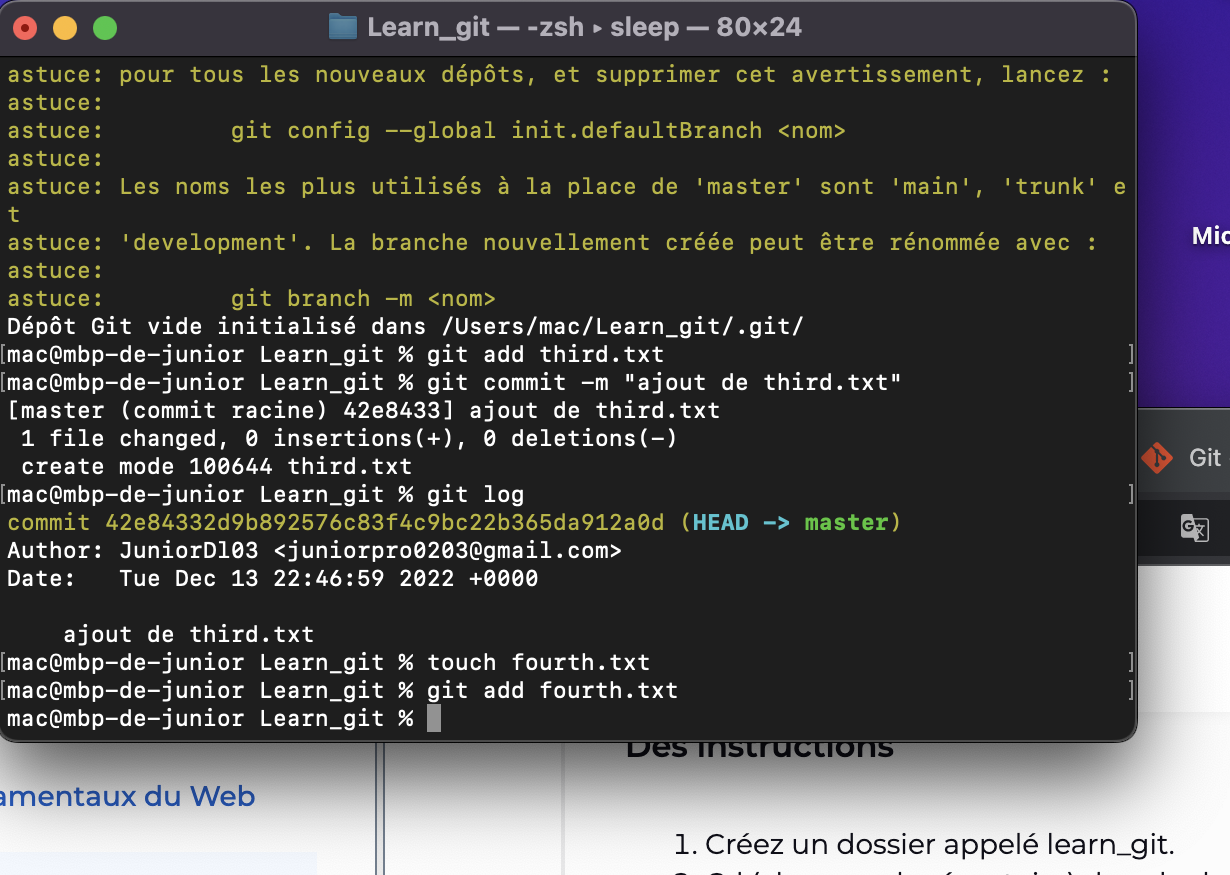 Learn_git — -zsh ▸ sleep — 80×24
astuce: pour tous les nouveaux dépôts, et supprimer cet avertissement, lancez :
astuce:
astuce:         git config --global init.defaultBranch <nom>
astuce:
astuce: Les noms les plus utilisés à la place de 'master' sont 'main', 'trunk' e
t
astuce: 'development'. La branche nouvellement créée peut être rénommée avec :
astuce:
astuce:         git branch -m <nom>
Dépôt Git vide initialisé dans /Users/mac/Learn_git/.git/
[mac@mbp-de-junior Learn_git % git add third.txt ]
[mac@mbp-de-junior Learn_git % git commit -m "ajout de third.txt" ]
[master (commit racine) 42e8433] ajout de third.txt
 1 file changed, 0 insertions(+), 0 deletions(-)
 create mode 100644 third.txt
[mac@mbp-de-junior Learn_git % git log ]
commit 42e84332d9b892576c83f4c9bc22b365da912a0d (HEAD -> master)
Author: JuniorDl03 <juniorpro0203@gmail.com>
Date:   Tue Dec 13 22:46:59 2022 +0000
    ajout de third.txt
[mac@mbp-de-junior Learn_git % touch fourth.txt ]
[mac@mbp-de-junior Learn_git % git add fourth.txt ]
mac@mbp-de-junior Learn_git %
Mic
Git
Des instructions
amentaux du Web
1. Créez un dossier appelé learn_git.